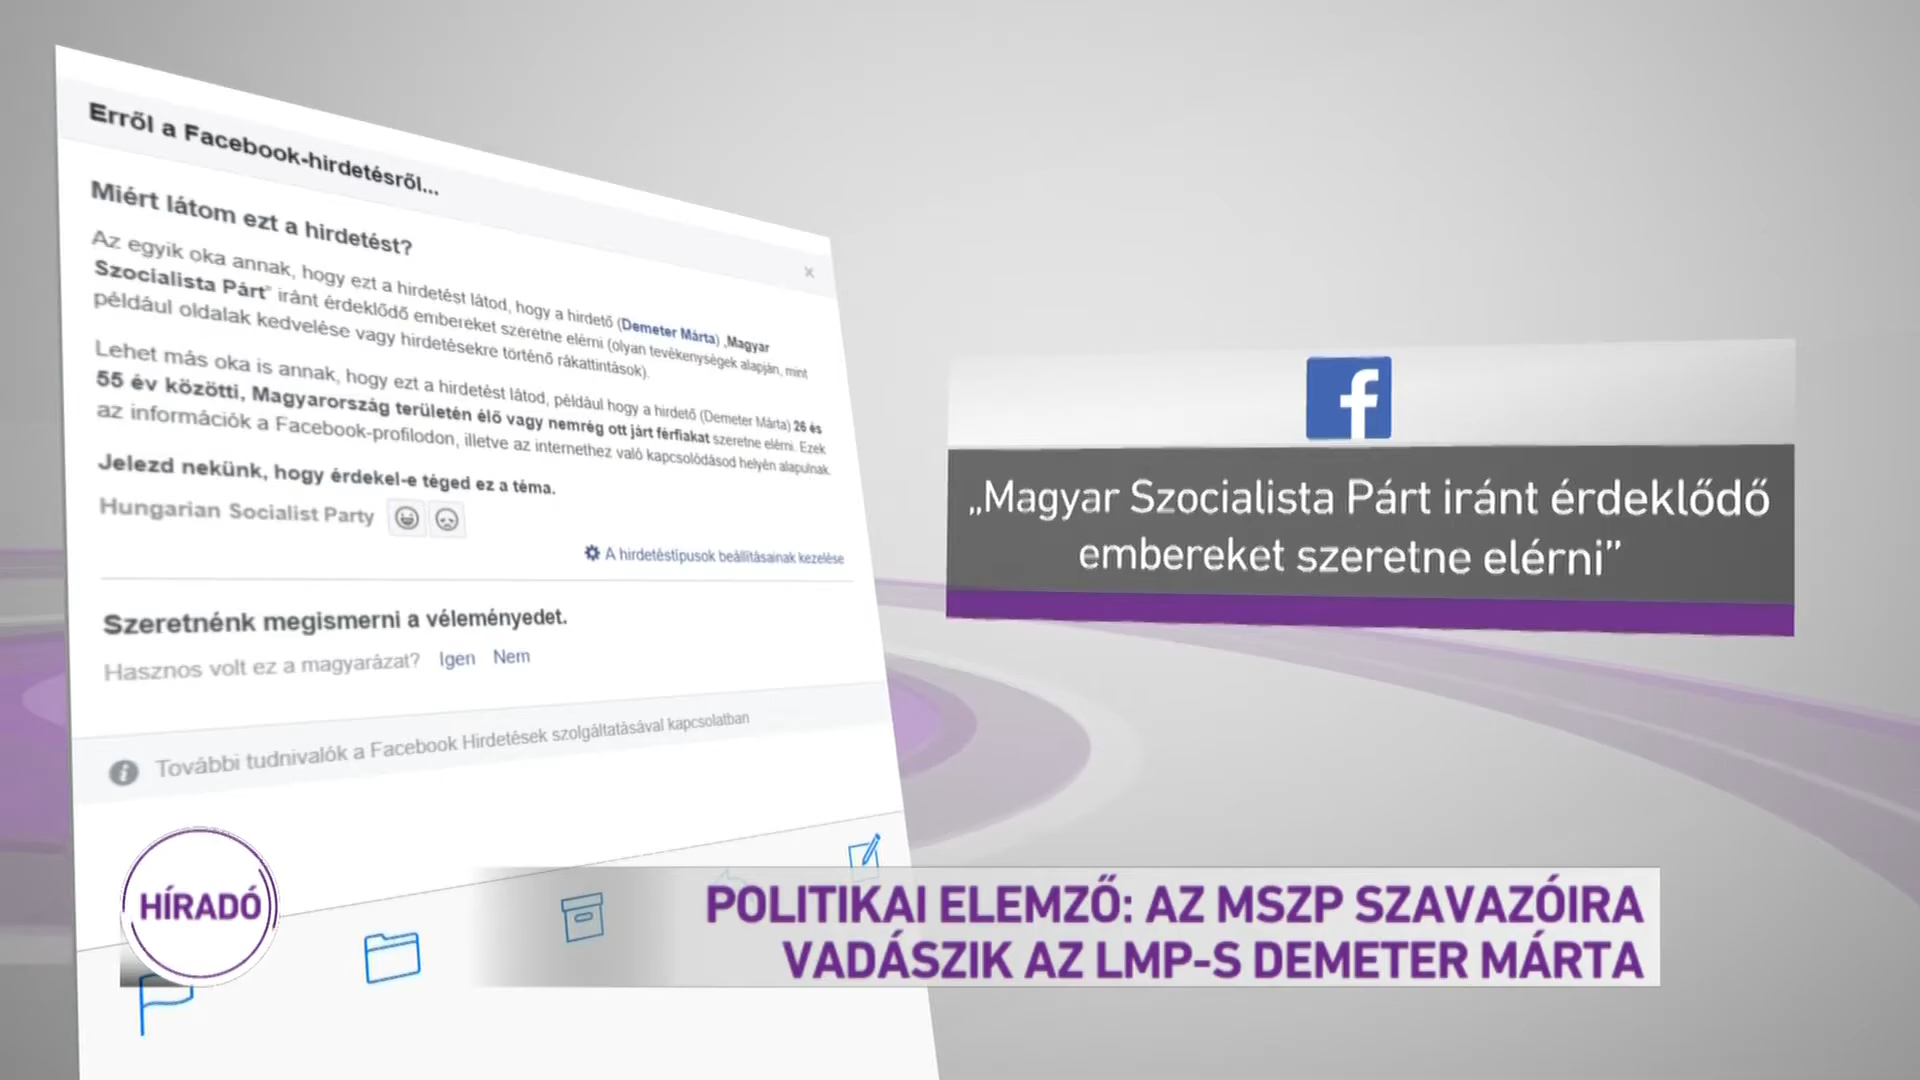 Erről a Facebook-hirdetésről...
x
Miért látom ezt a hirdetést?
Az egyik oka annak, hogy ezt a hirdetést látod, hogy a hirdető (Demeter Márta) „Magyar
Szocialista Párt” iránt érdeklődő embereket szeretne elérni (olyan tevékenységek alapján, mint
például oldalak kedvelése vagy hirdetésekre történő rákattintások).
Lehet más oka is annak, hogy ezt a hirdetést látod, például hogy a hirdető (Demeter Márta) 26 és
55 év közötti, Magyarország területén élő vagy nemrég ott járt férfiakat szeretne elérni. Ezek
az információk a Facebook-profilodon, illetve az internethez való kapcsolódásod helyén alapulnak.
Jelezd nekünk, hogy érdekel-e téged ez a téma.
Hungarian Socialist Party
A hirdetéstípusok beállításainak kezelése
Szeretnénk megismerni a véleményedet.
Hasznos volt ez a magyarázat? Igen Nem
További tudnivalók a Facebook Hirdetések szolgáltatásával kapcsolatban
f
„Magyar Szocialista Párt iránt érdeklődő
embereket szeretne elérni”
HÍRADÓ
POLITIKAI ELEMZŐ: AZ MSZP SZAVAZÓIRA
VADÁSZIK AZ LMP-S DEMETER MÁRTA